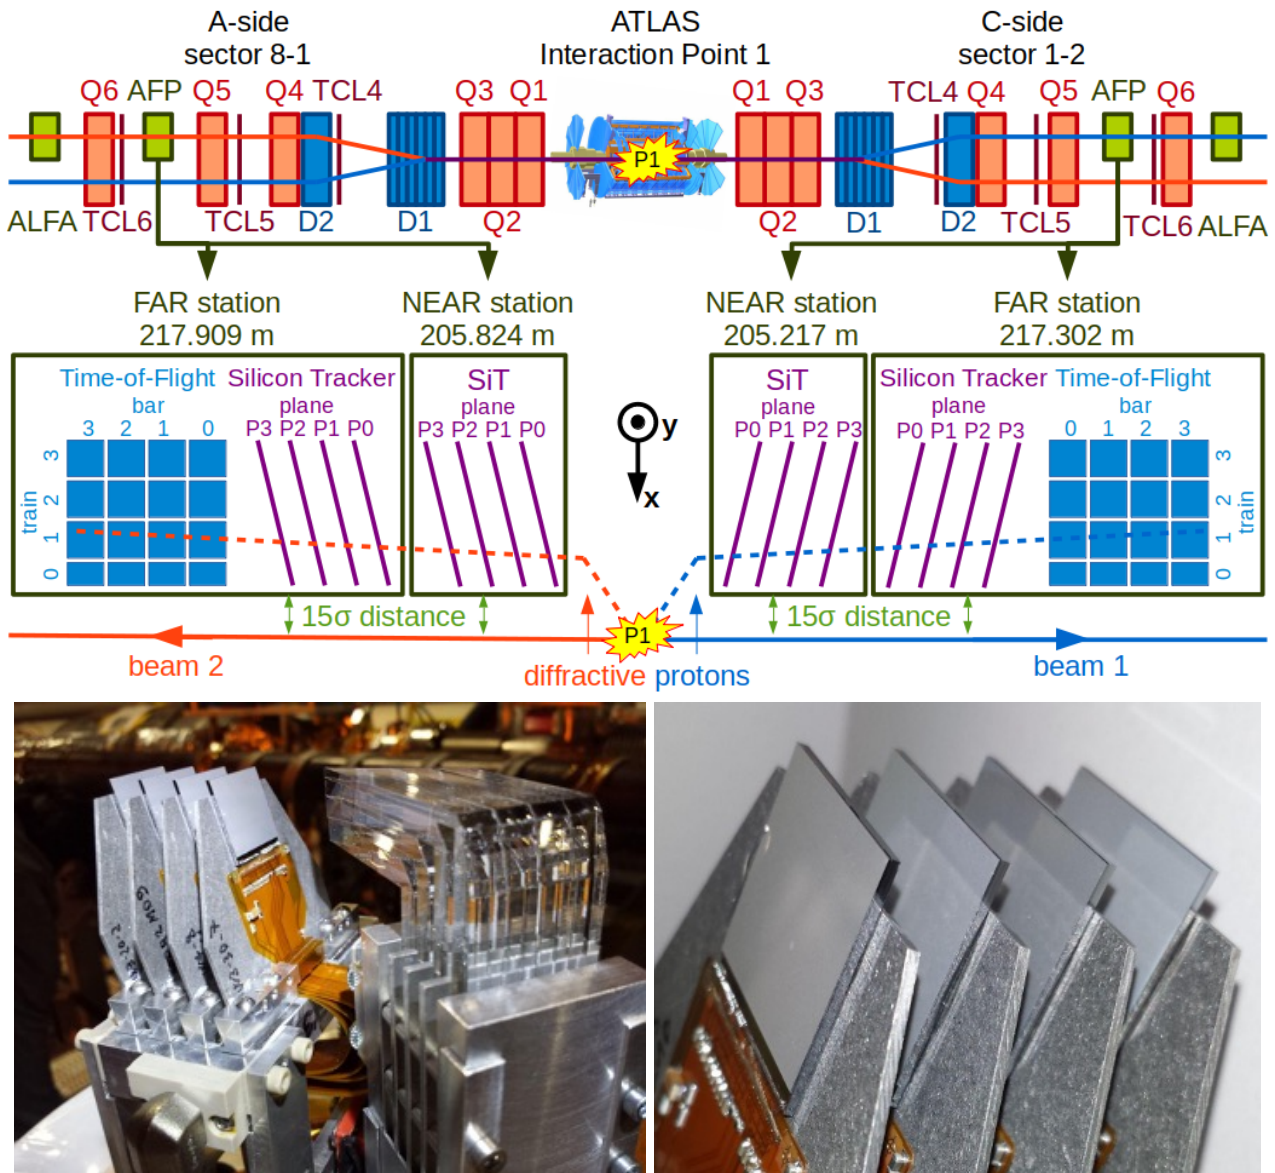 A-side
sector 8-1
ATLAS
Interaction Point 1
C-side
sector 1-2
Q6 AFP Q5 Q4 TCL4 Q3 Q1 Q1 Q3 TCL4 Q4 Q5 AFP Q6
P1
ALFA TCL6 TCL5 D2 D1 Q2 Q2 D1 D2 TCL5 TCL6 ALFA
FAR station
217.909 m
NEAR station
205.824 m
NEAR station
205.217 m
FAR station
217.302 m
Time-of-Flight
bar
3 2 1 0
train
3
2
1
0
Silicon Tracker
plane
P3 P2 P1 P0
SiT
plane
P3 P2 P1 P0
y
x
SiT
plane
P0 P1 P2 P3
Silicon Tracker
plane
P0 P1 P2 P3
Time-of-Flight
bar
0 1 2 3
3
2
1
0
train
15σ distance
15σ distance
P1
beam 2
diffractive protons
beam 1